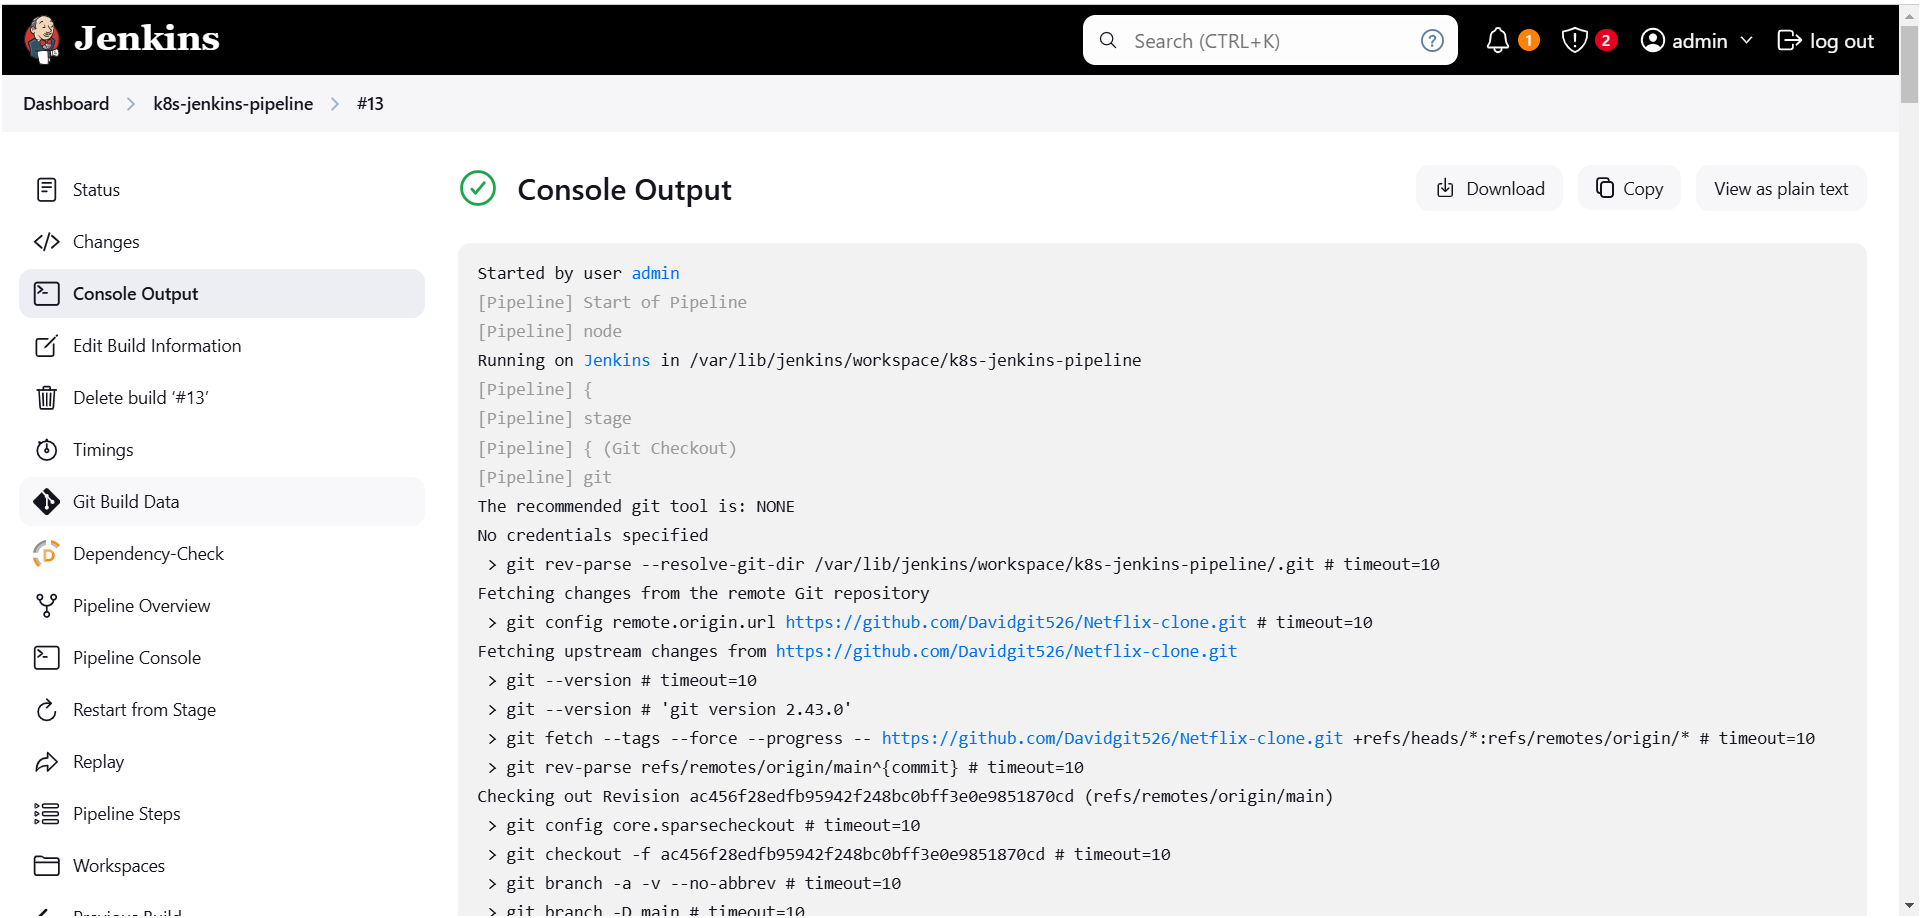 Jenkins
Search (CTRL+K)
1
2
admin
log out
Dashboard
k8s-jenkins-pipeline
#13
Status
Changes
Console Output
Edit Build Information
Delete build ‘#13’
Timings
Git Build Data
Dependency-Check
Pipeline Overview
Pipeline Console
Restart from Stage
Replay
Pipeline Steps
Workspaces
Previous Build
Console Output
Download
Copy
View as plain text
Started by user admin
[Pipeline] Start of Pipeline
[Pipeline] node
Running on Jenkins in /var/lib/jenkins/workspace/k8s-jenkins-pipeline
[Pipeline] {
[Pipeline] stage
[Pipeline] { (Git Checkout)
[Pipeline] git
The recommended git tool is: NONE
No credentials specified
> git rev-parse --resolve-git-dir /var/lib/jenkins/workspace/k8s-jenkins-pipeline/.git # timeout=10
Fetching changes from the remote Git repository
> git config remote.origin.url https://github.com/Davidgit526/Netflix-clone.git # timeout=10
Fetching upstream changes from https://github.com/Davidgit526/Netflix-clone.git
> git --version # timeout=10
> git --version # 'git version 2.43.0'
> git fetch --tags --force --progress -- https://github.com/Davidgit526/Netflix-clone.git +refs/heads/*:refs/remotes/origin/* # timeout=10
> git rev-parse refs/remotes/origin/main^{commit} # timeout=10
Checking out Revision ac456f28edfb95942f248bc0bff3e0e9851870cd (refs/remotes/origin/main)
> git config core.sparsecheckout # timeout=10
> git checkout -f ac456f28edfb95942f248bc0bff3e0e9851870cd # timeout=10
> git branch -a -v --no-abbrev # timeout=10
> git branch -D main # timeout=10